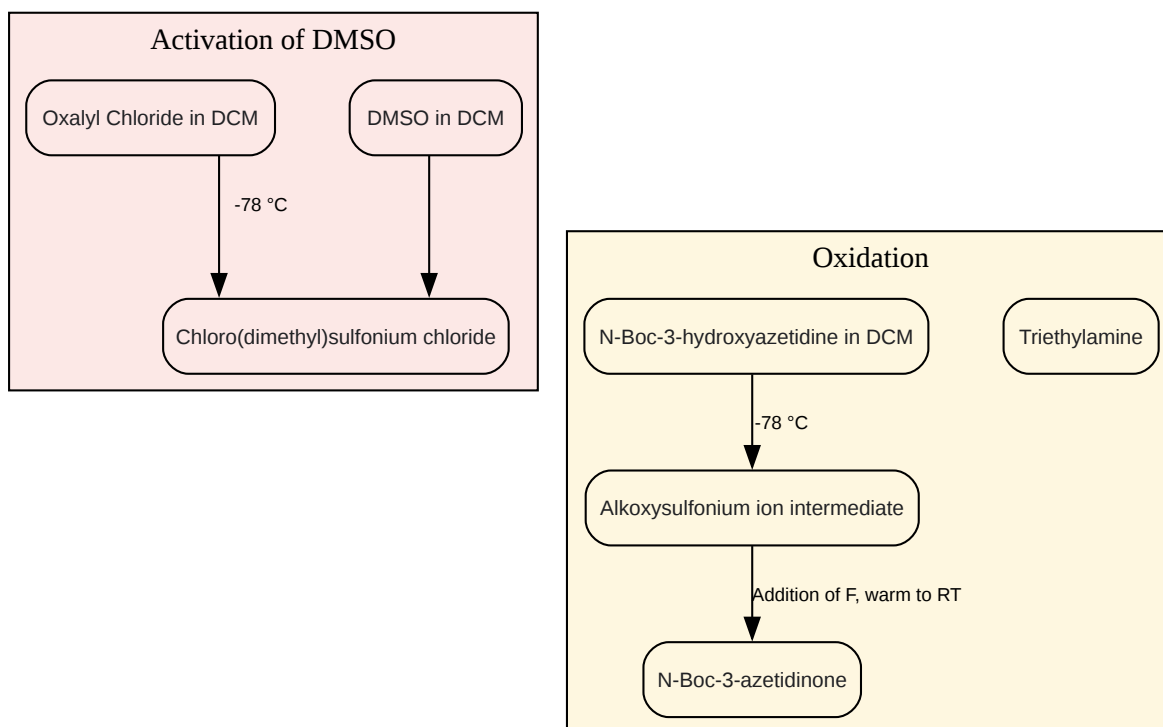 Activation of DMSO
Oxalyl Chloride in DCM
DMSO in DCM
-78 °C
Chloro(dimethyl)sulfonium chloride
Oxidation
N-Boc-3-hydroxyazetidine in DCM
Triethylamine
-78 °C
Alkoxysulfonium ion intermediate
Addition of F, warm to RT
N-Boc-3-azetidinone